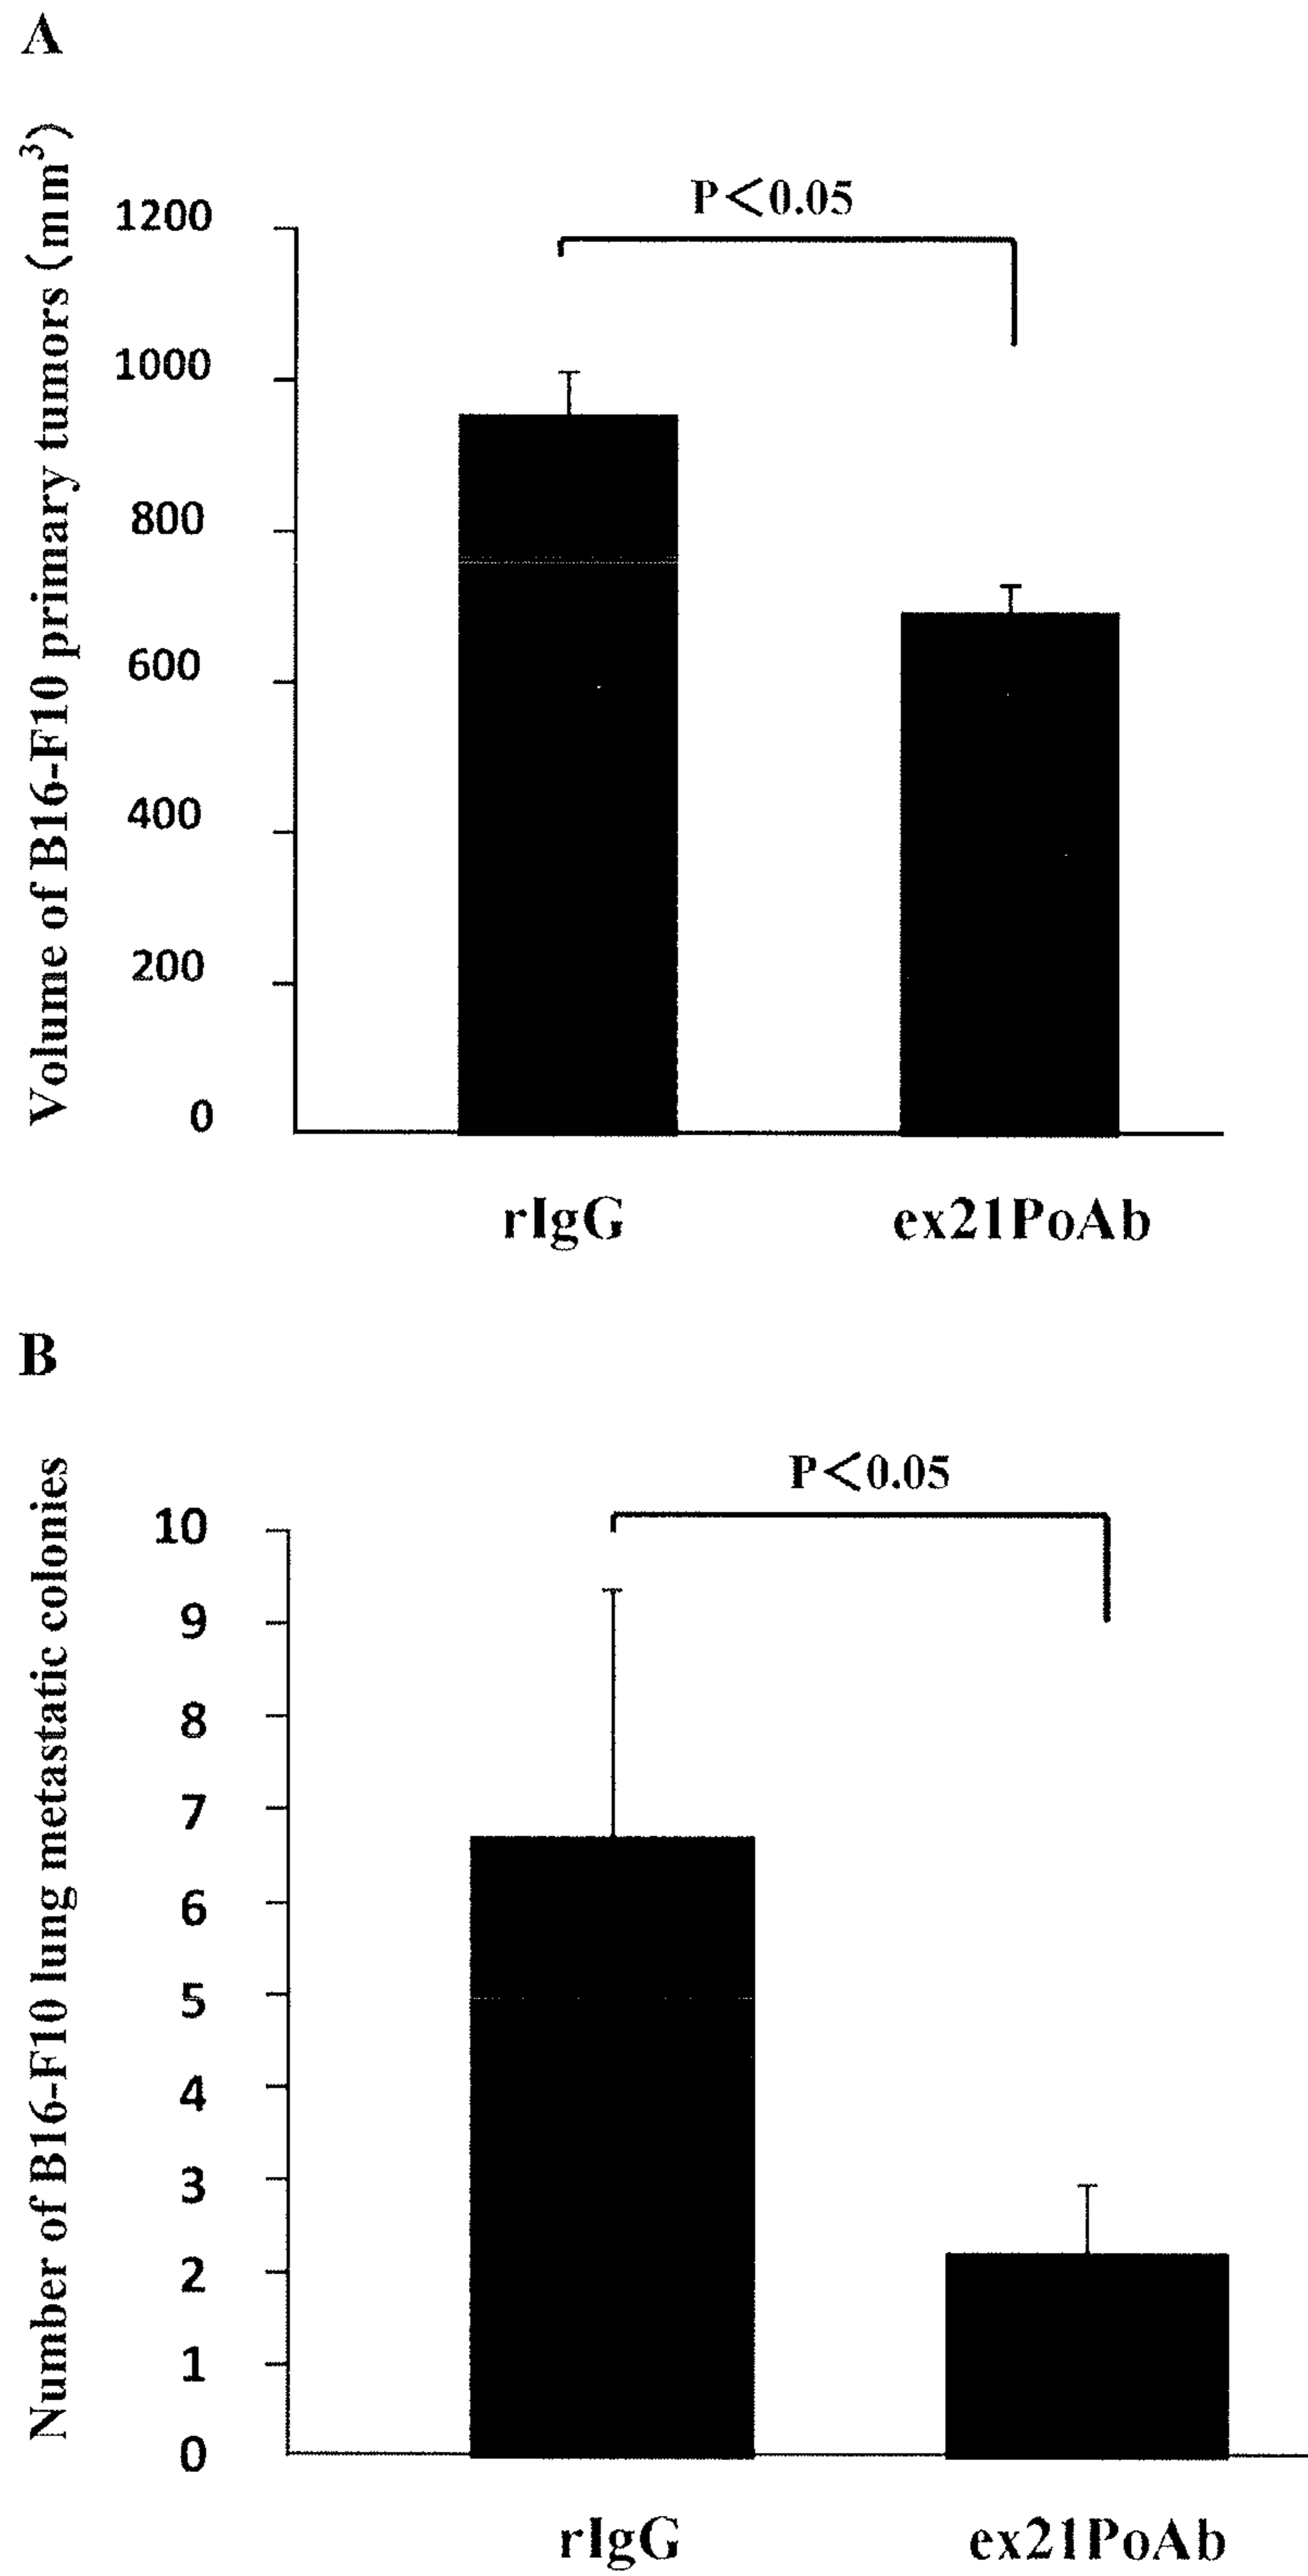 A
Volume of B16-F10 primary tumors (mm³)
P<0.05
1200
1000
800
600
400
200
0
rIgG
ex21PoAb
B
Number of B16-F10 lung metastatic colonies
P<0.05
10
9
8
7
6
5
4
3
2
1
0
rIgG
ex21PoAb